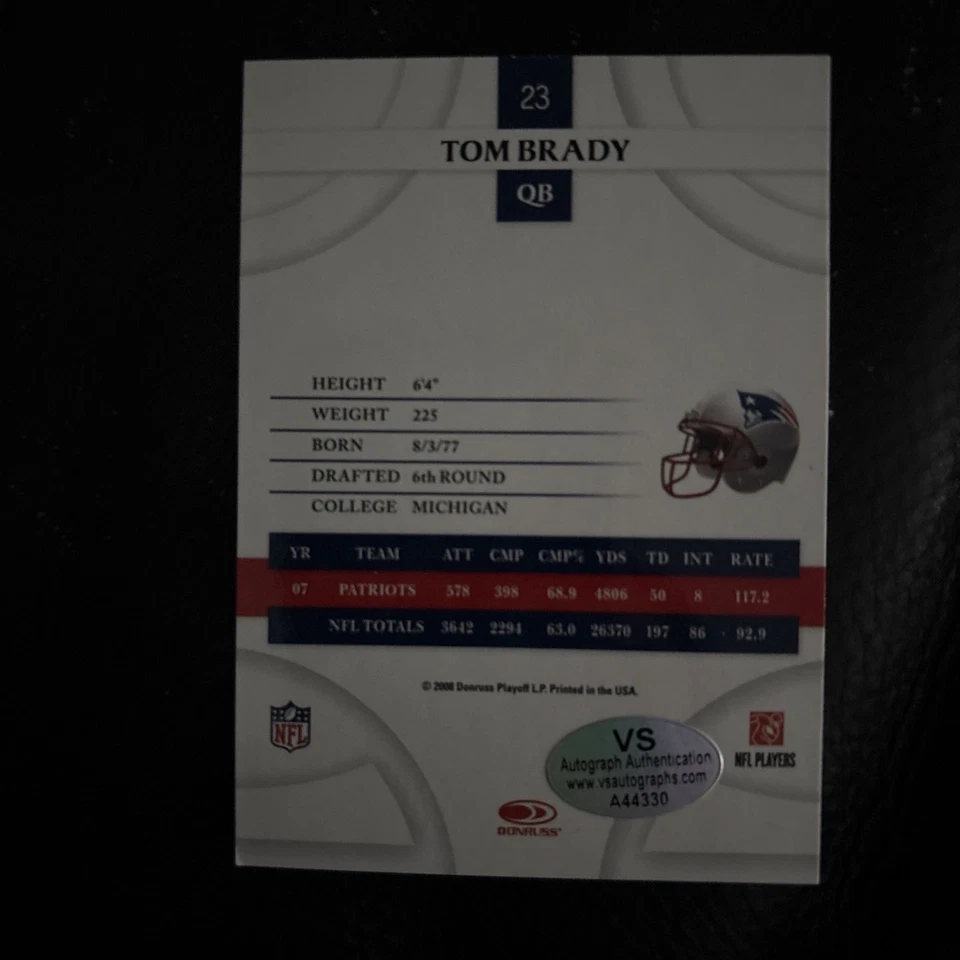 23
TOM BRADY
QB
HEIGHT 6'4"
WEIGHT 225
BORN 8/3/77
DRAFTED 6th ROUND
COLLEGE MICHIGAN
YR TEAM ATT CMP CMP% YDS TD INT RATE
07 PATRIOTS 578 398 68.9 4806 50 8 117.2
NFL TOTALS 3642 2294 63.0 26370 197 86 92.9
© 2008 Donruss Playoff L.P. Printed in the USA.
NFL
VS
Autograph Authentication
www.vsautographs.com
A44330
NFL PLAYERS
DONRUSS